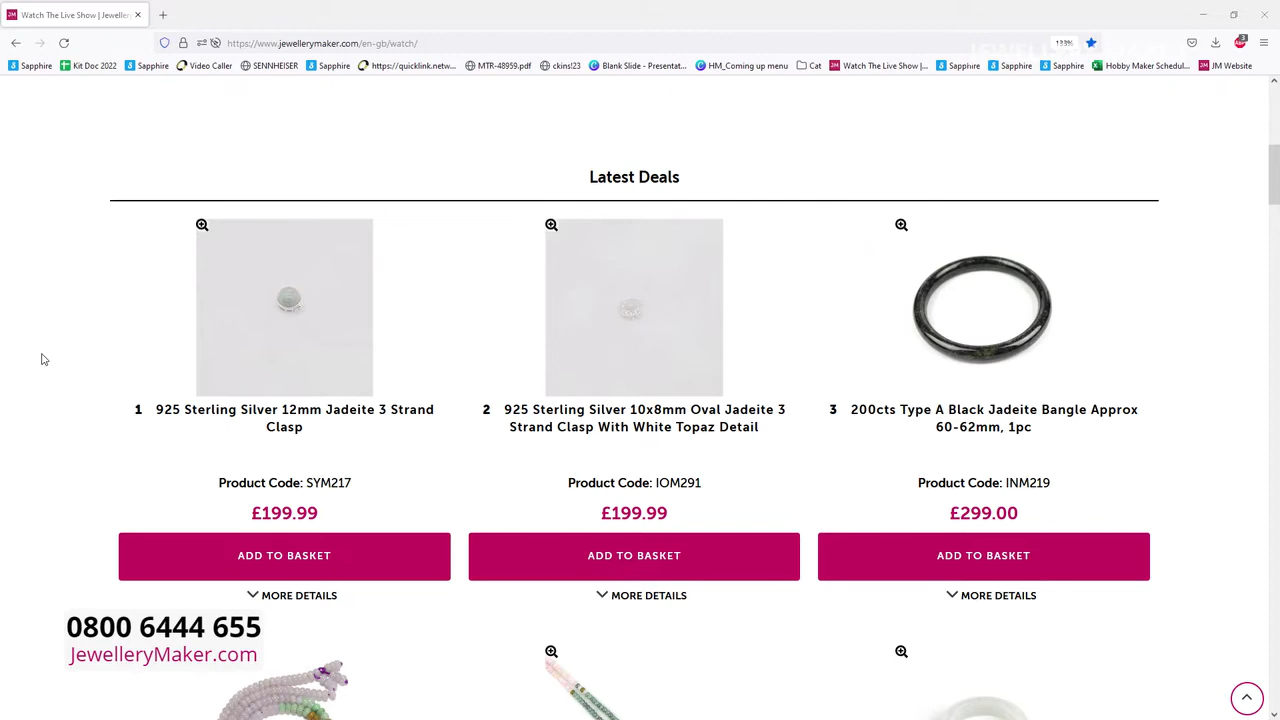 Watch The Live Show | Jeweller
https://www.jewellerymaker.com/en-gb/watch/
133%
Sapphire
Kit Doc 2022
Sapphire
Video Caller
SENNHEISER
Sapphire
https://quicklink.netw...
MTR-48959.pdf
ckins!23
Blank Slide - Presentat...
HM_Coming up menu
Cat
Watch The Live Show |...
Sapphire
Sapphire
Sapphire
Hobby Maker Schedul...
JM Website
Latest Deals
1 925 Sterling Silver 12mm Jadeite 3 Strand
Clasp
Product Code: SYM217
£199.99
ADD TO BASKET
MORE DETAILS
2 925 Sterling Silver 10x8mm Oval Jadeite 3
Strand Clasp With White Topaz Detail
Product Code: IOM291
£199.99
ADD TO BASKET
MORE DETAILS
3 200cts Type A Black Jadeite Bangle Approx
60-62mm, 1pc
Product Code: INM219
£299.00
ADD TO BASKET
MORE DETAILS
0800 6444 655
JewelleryMaker.com